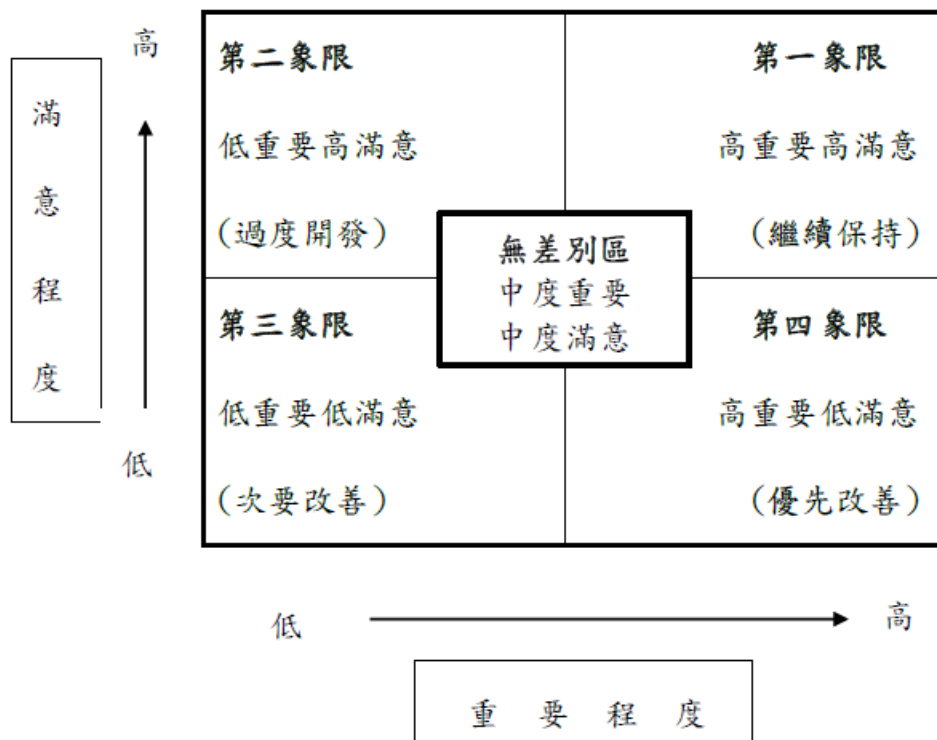 高
滿
意
程
度
低
第二象限
低重要高滿意
(過度開發)
第一象限
高重要高滿意
(繼續保持)
無差別區
中度重要
中度滿意
第三象限
低重要低滿意
(次要改善)
第四象限
高重要低滿意
(優先改善)
低
高
重 要 程 度